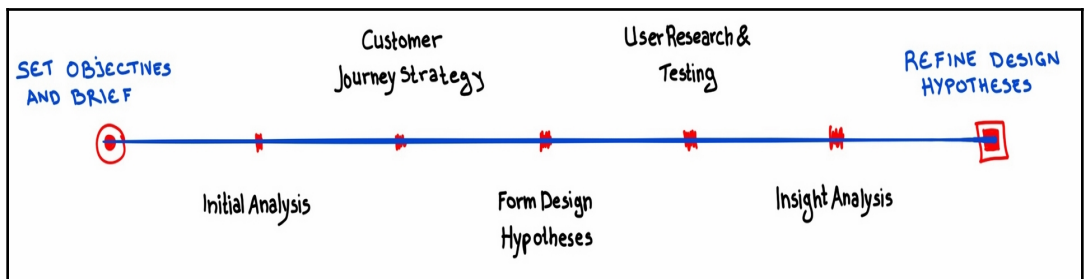 SET OBJECTIVES
AND BRIEF
Initial Analysis
Customer
Journey Strategy
Form Design
Hypotheses
User Research &
Testing
Insight Analysis
REFINE DESIGN
HYPOTHESES